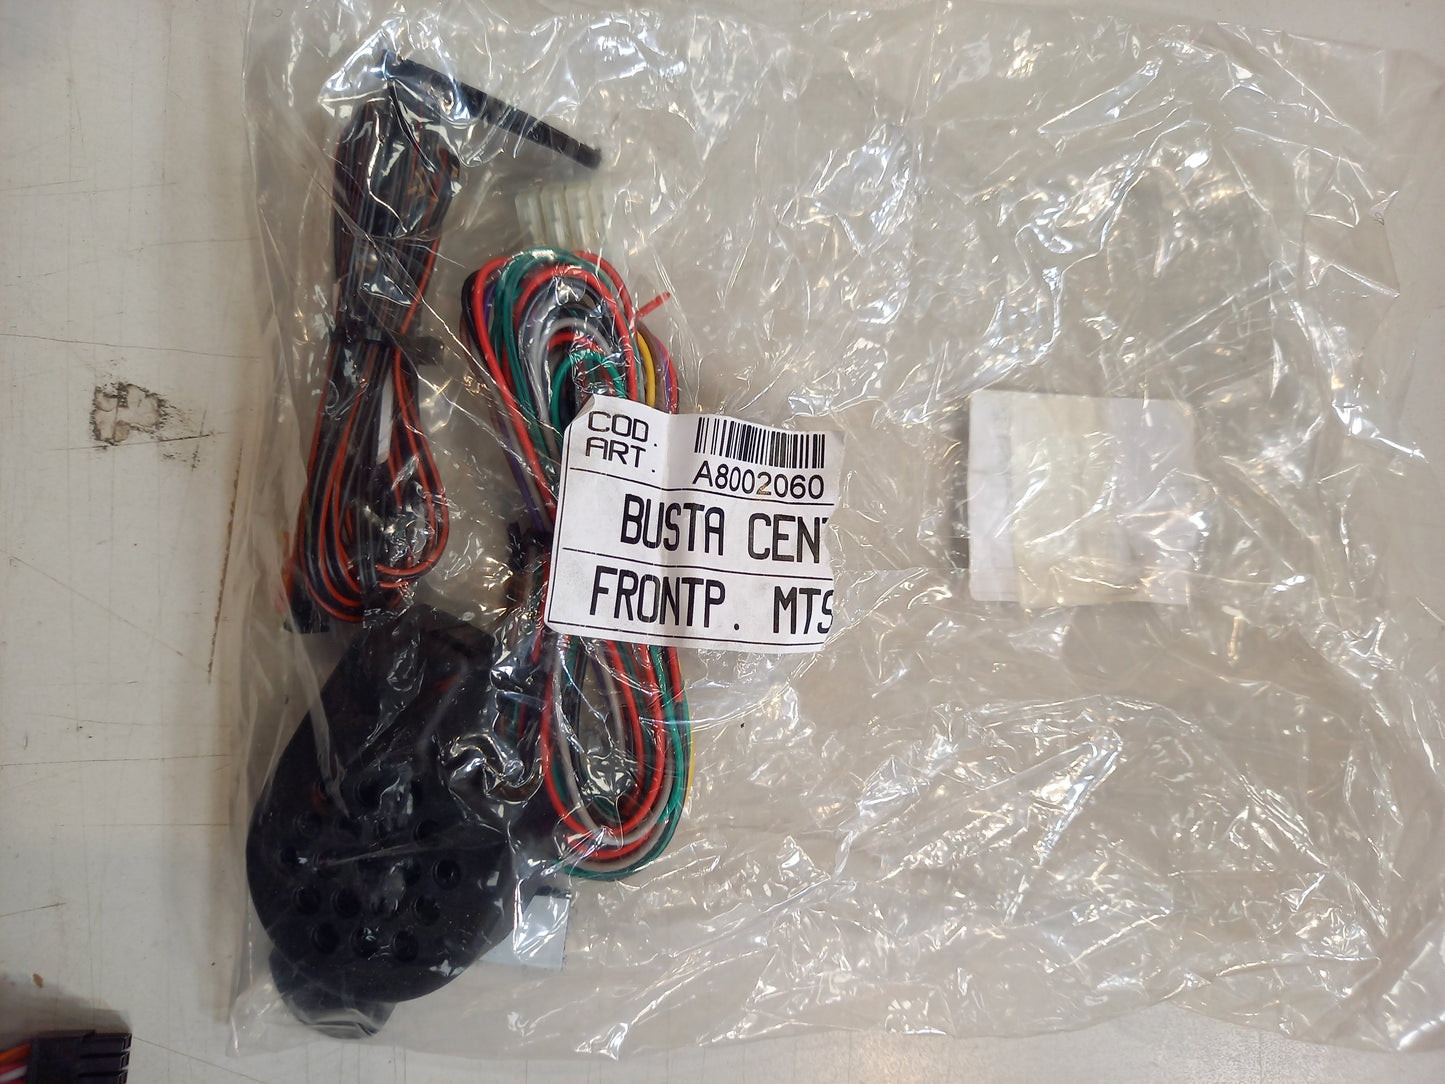 COD.
ART. A8002060
BUSTA CENT
FRONTP. MTS